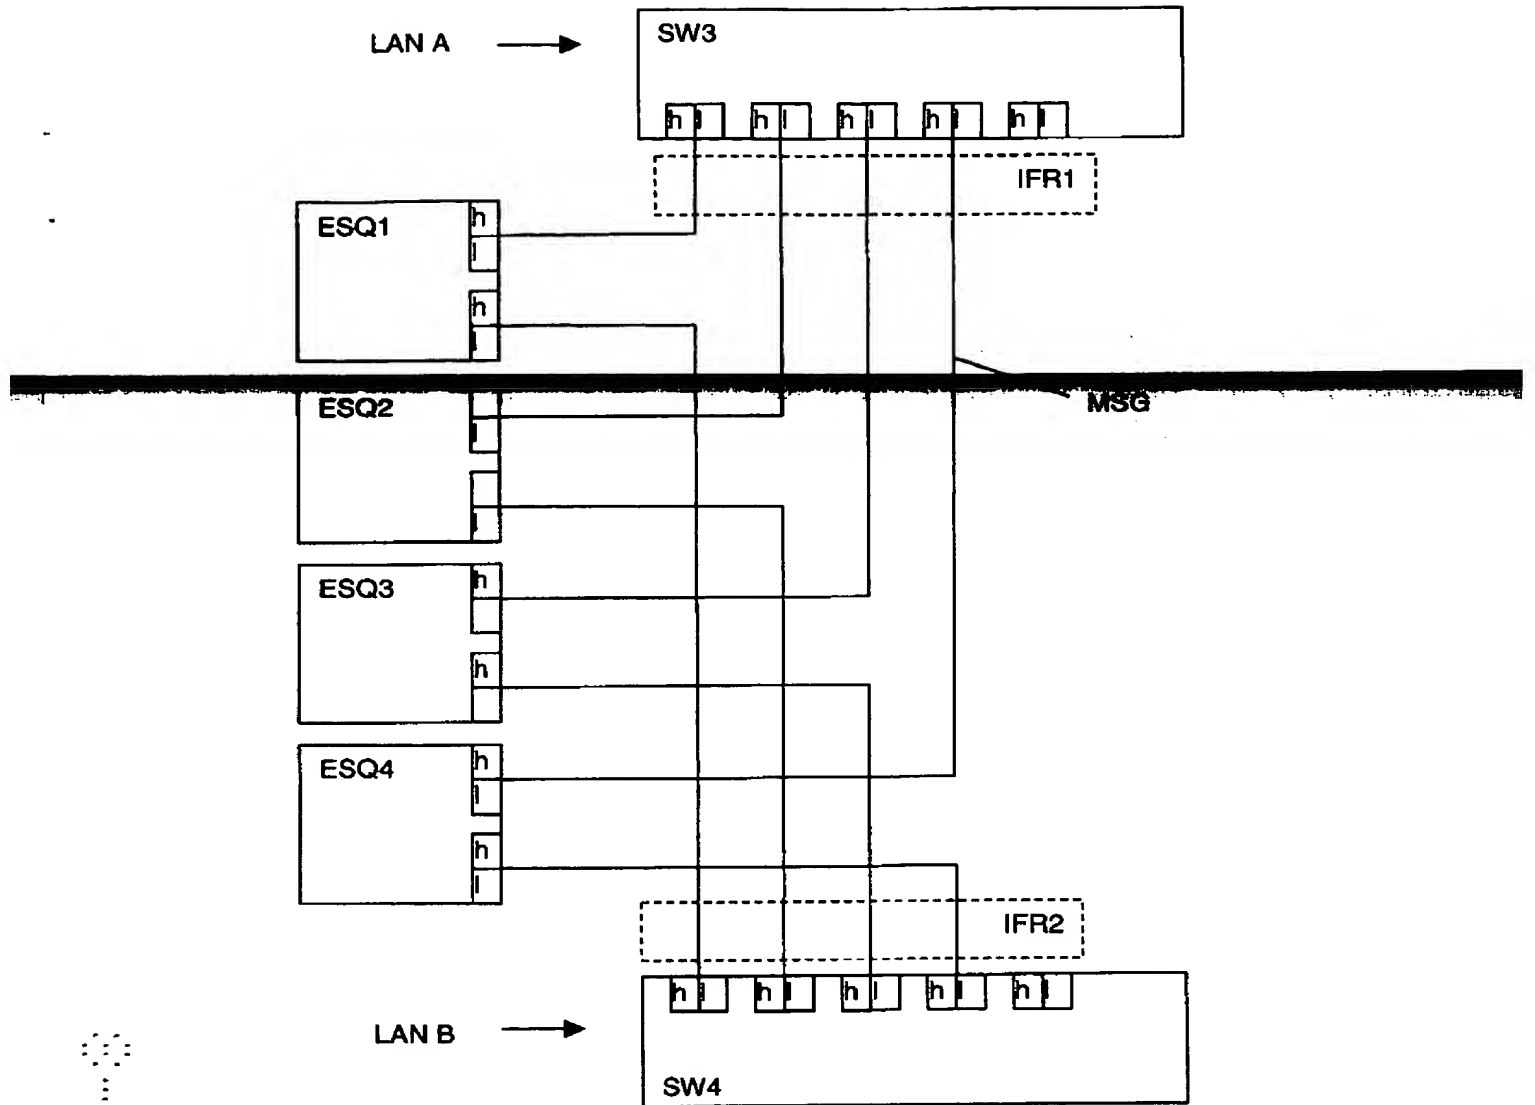 LAN A
SW3
h l h l h l h l h l
IFR1
ESQ1
h
l
h
l
ESQ2
MSG
l
l
ESQ3
h
h
ESQ4
h
l
h
l
IFR2
h l h l h l h l h l
LAN B
SW4